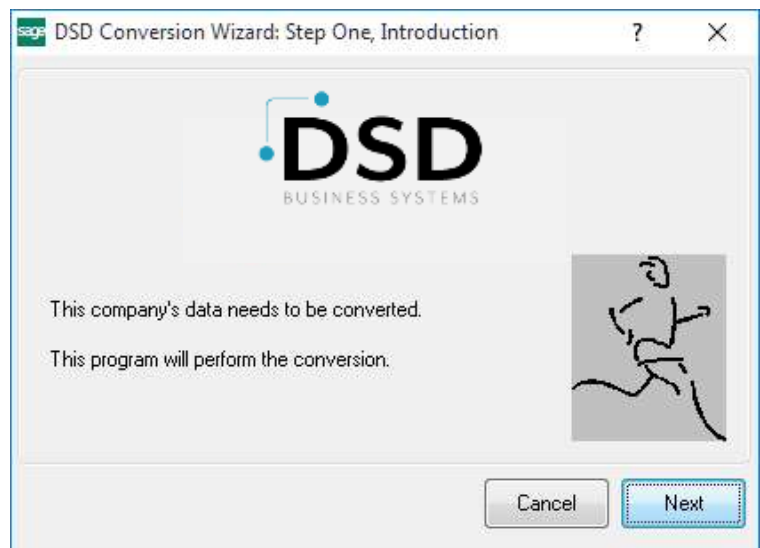 sage DSD Conversion Wizard: Step One, Introduction ? X
DSD
BUSINESS SYSTEMS
This company's data needs to be converted.
This program will perform the conversion.
Cancel Next